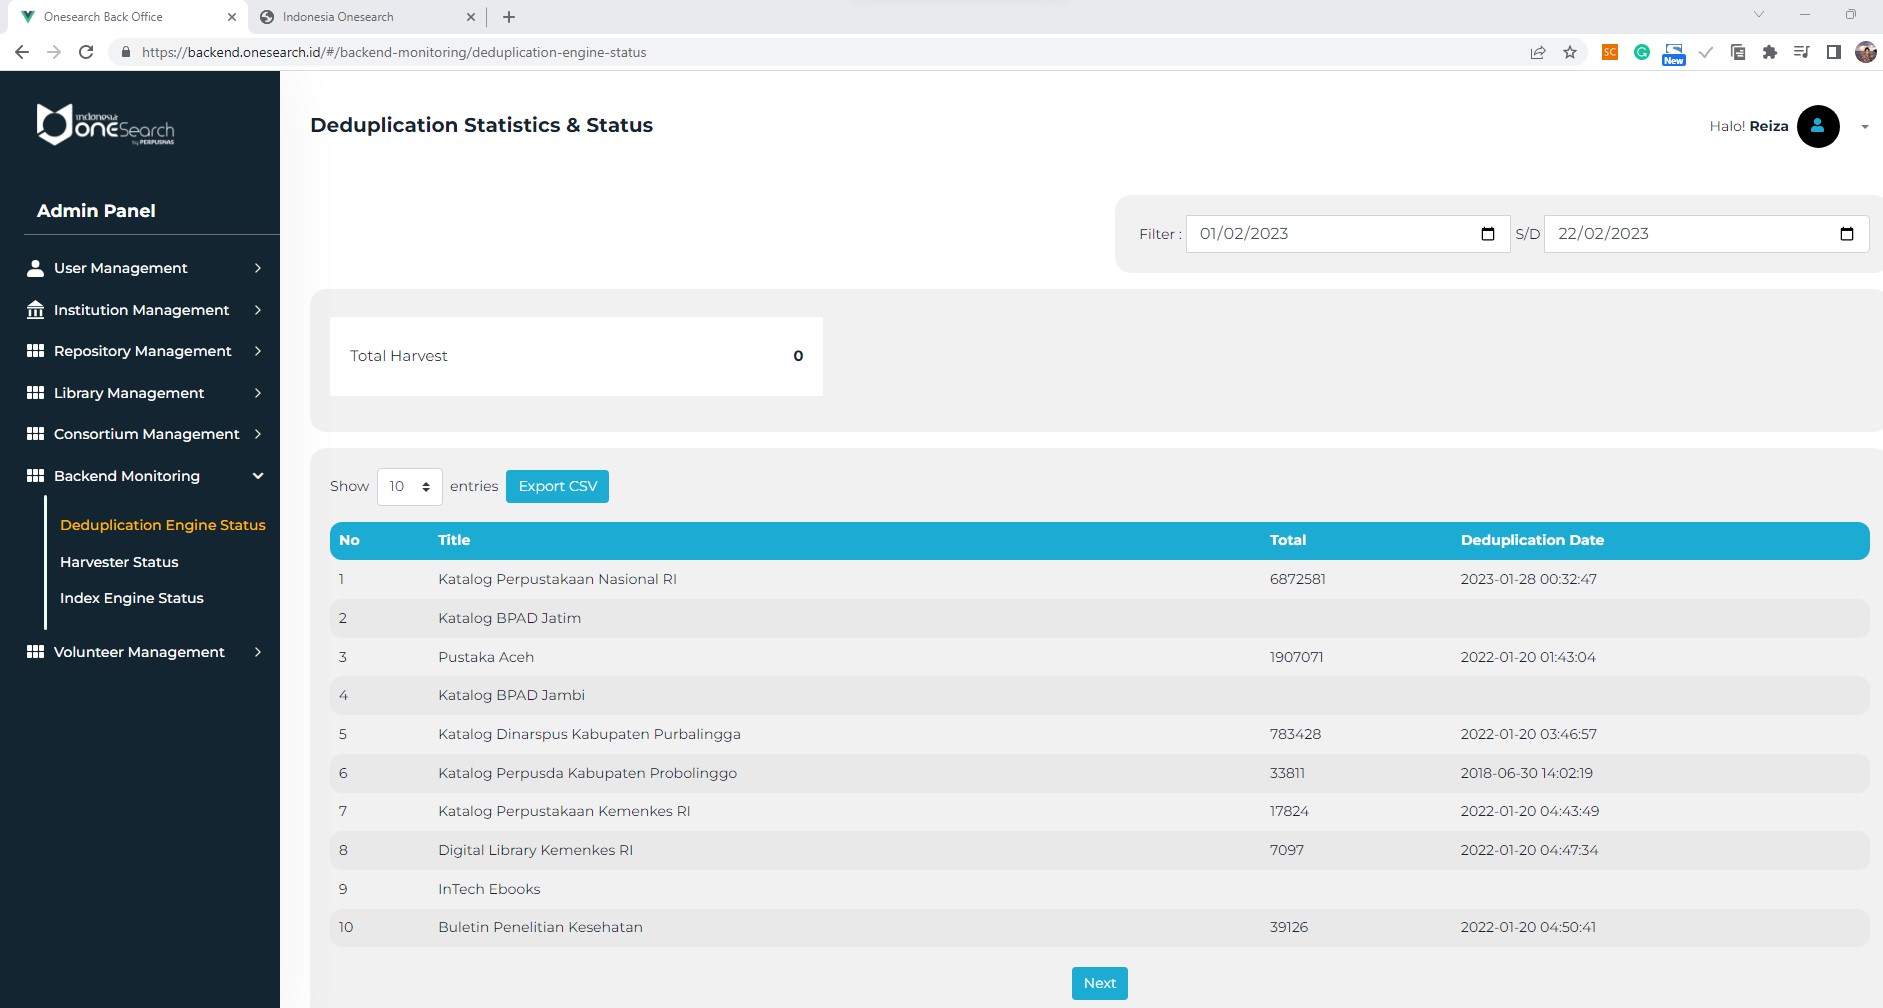 Onesearch Back Office
Indonesia Onesearch
https://backend.onesearch.id/#/backend-monitoring/deduplication-engine-status
SC
New
indonesia
oneSearch
by PERPUSNAS
Deduplication Statistics & Status
Halo! Reiza
Admin Panel
User Management
Institution Management
Repository Management
Library Management
Consortium Management
Backend Monitoring
Deduplication Engine Status
Harvester Status
Index Engine Status
Volunteer Management
Filter : 01/02/2023 S/D 22/02/2023
Total Harvest 0
Show 10 entries Export CSV
No Title Total Deduplication Date
1 Katalog Perpustakaan Nasional RI 6872581 2023-01-28 00:32:47
2 Katalog BPAD Jatim
3 Pustaka Aceh 1907071 2022-01-20 01:43:04
4 Katalog BPAD Jambi
5 Katalog Dinarspus Kabupaten Purbalingga 783428 2022-01-20 03:46:57
6 Katalog Perpusda Kabupaten Probolinggo 33811 2018-06-30 14:02:19
7 Katalog Perpustakaan Kemenkes RI 17824 2022-01-20 04:43:49
8 Digital Library Kemenkes RI 7097 2022-01-20 04:47:34
9 InTech Ebooks
10 Buletin Penelitian Kesehatan 39126 2022-01-20 04:50:41
Next